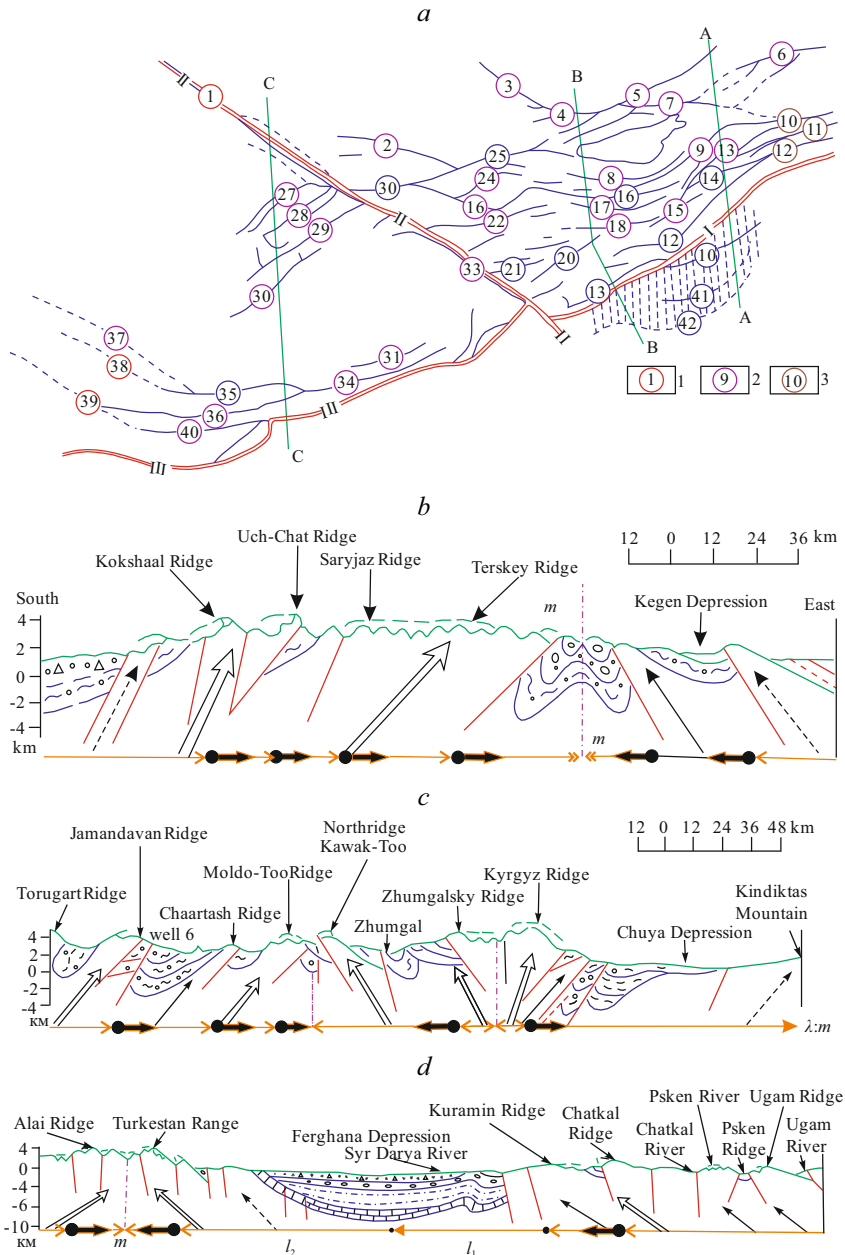 a
A
II
C
6
B
1
3
5
7
4
10
11
9
13
12
2
25
8
14
24
30
16
27
17
15
28
16
22
18
29
II
I
12
20
10
33
21
30
13
41
II
A
42
37
31
B
38
34
1 1
9 2
10 3
35
39
36
III
40
C
III
b
Uch-Chat Ridge
12 0 12 24 36 km
Kokshaal Ridge
Saryjaz Ridge
Terskey Ridge
m
Kegen Depression
South
East
4
2
0
-2
-4
km
m
c
Jamandavan Ridge
Northridge
Kawak-Too
12 0 12 24 36 48 km
Moldo-TooRidge
Kyrgyz Ridge
Torugart Ridge
Zhumgalsky Ridge
Kindiktas
Mountain
Chaartash Ridge
well 6
Zhumgal
Chuya Depression
4
2
0
-2
-4
км
λ:m
d
Psken River
Ugam Ridge
Alai Ridge
Turkestan Range
Kuramin Ridge
Chatkal
Ridge
Ferghana Depression
Syr Darya River
Chatkal
River
Psken
Ridge
Ugam
River
4
0
-2
-4
-6
-10
км
m
l2
l1